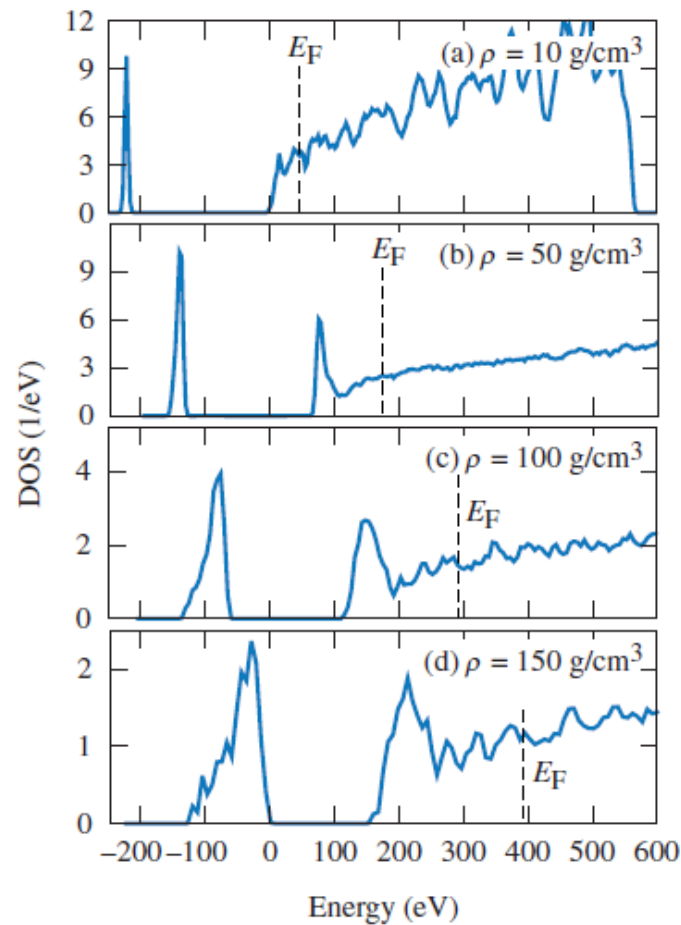 12
9
6
3
0
E_F
(a) ρ = 10 g/cm³
9
6
3
0
E_F
(b) ρ = 50 g/cm³
4
2
0
(c) ρ = 100 g/cm³
E_F
2
1
0
(d) ρ = 150 g/cm³
E_F
DOS (1/eV)
−200 −100 0 100 200 300 400 500 600
Energy (eV)